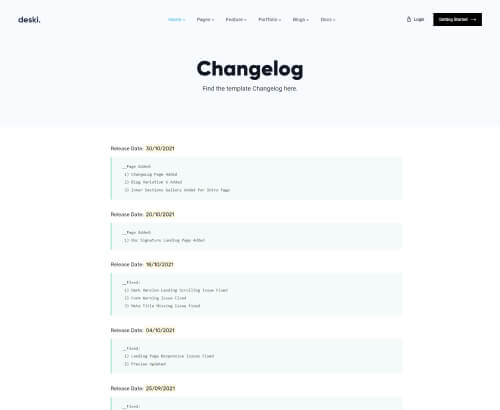 deski.
Home Pages Feature Portfolio Blogs Docs Login Getting Started
Changelog
Find the template Changelog here.
Release Date: 30/10/2021
__Page Added:
1) ChangeLog Page Added
2) Blog Variation 4 Added
3) Inner Sections Gallery Added for Intro Page
Release Date: 20/10/2021
__Page Added:
1) Doc Signature Landing Page Added
Release Date: 16/10/2021
__Fixed:
1) Dark Version Landing Scrolling Issue Fixed
2) Form Warning Issue Fixed
3) Meta Title Missing Issue Fixed
Release Date: 04/10/2021
__Fixed:
1) Landing Page Responsive Issues Fixed
2) Preview Updated
Release Date: 25/09/2021
__Fixed: